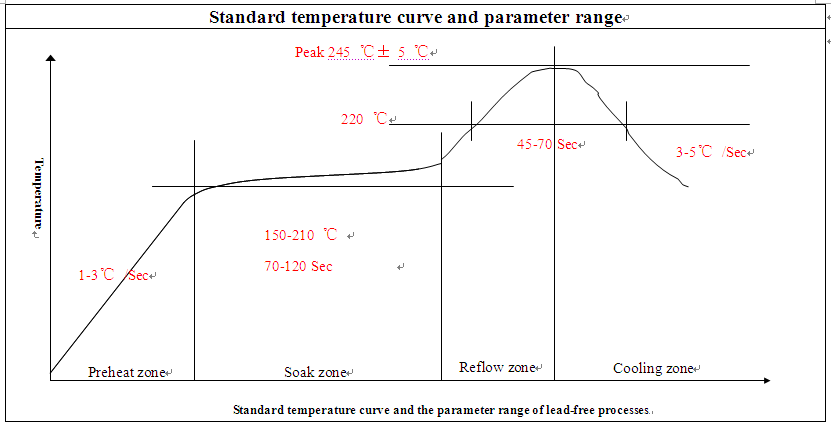 Standard temperature curve and parameter range
Peak 245 ℃± 5 ℃
220 ℃
45-70 Sec
3-5℃ /Sec
Temperature
150-210 ℃
70-120 Sec
1-3℃ /Sec
Preheat zone
Soak zone
Reflow zone
Cooling zone
Standard temperature curve and the parameter range of lead-free processes.